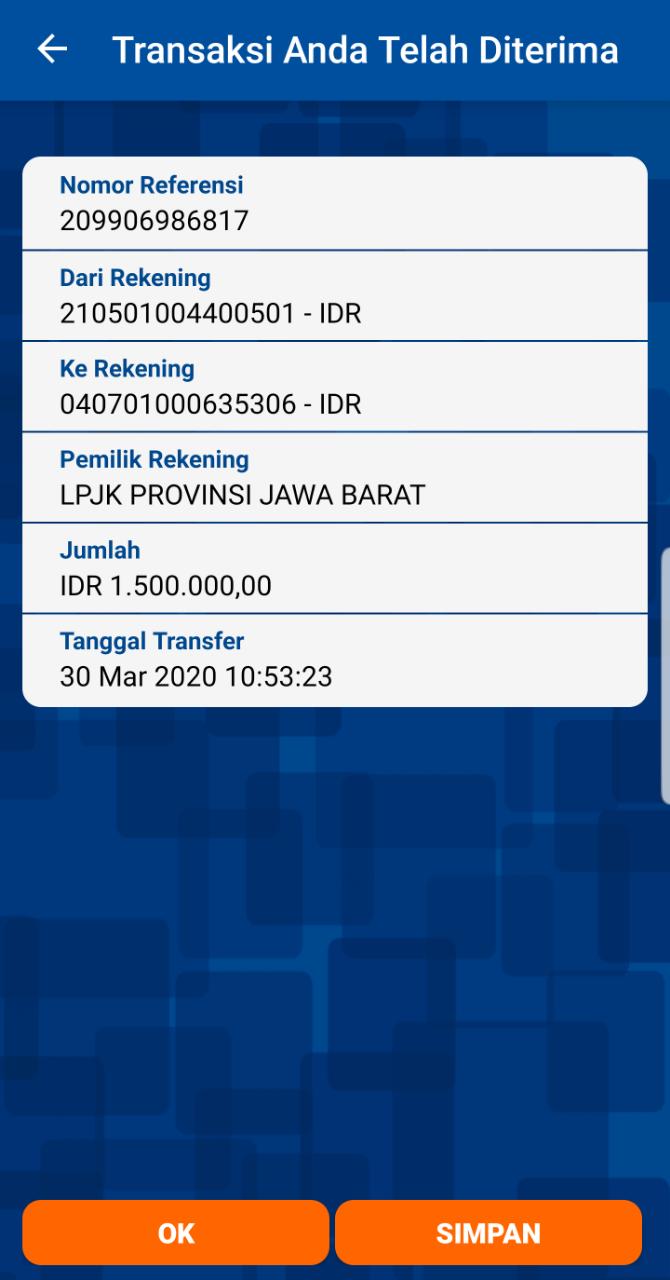 Transaksi Anda Telah Diterima
Nomor Referensi
209906986817
Dari Rekening
210501004400501 - IDR
Ke Rekening
040701000635306 - IDR
Pemilik Rekening
LPJK PROVINSI JAWA BARAT
Jumlah
IDR 1.500.000,00
Tanggal Transfer
30 Mar 2020 10:53:23
OK
SIMPAN